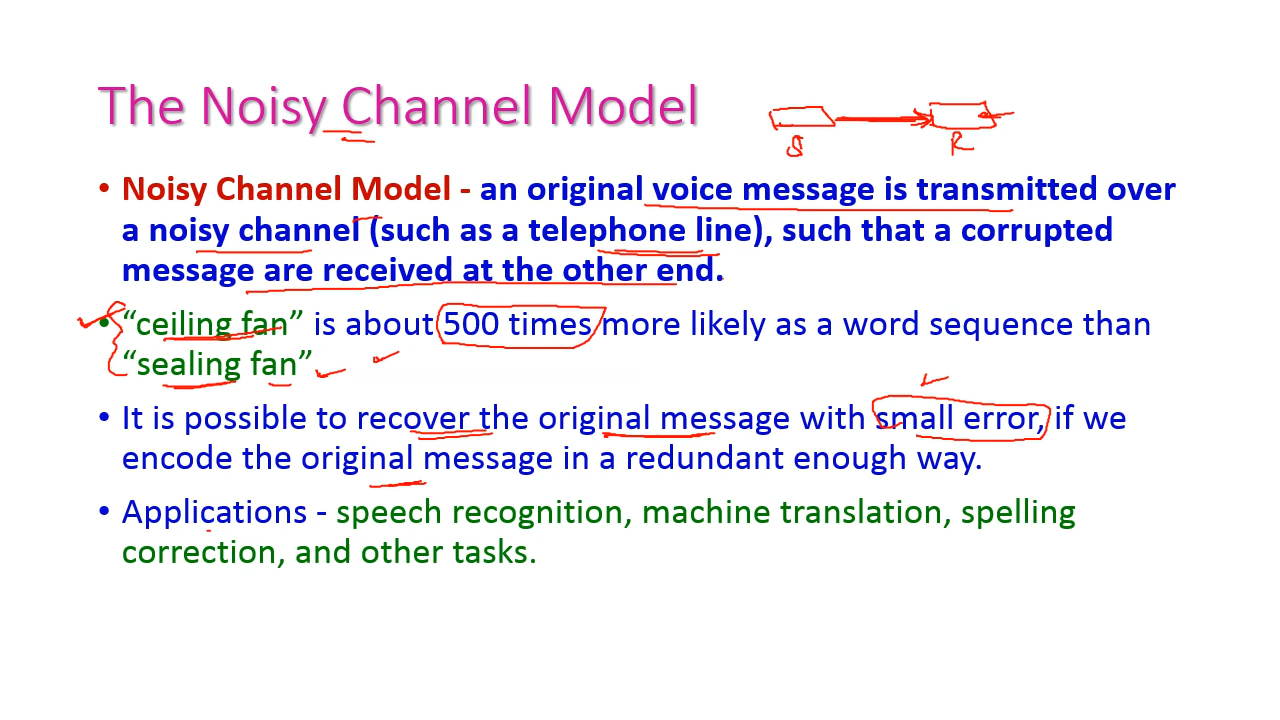 The Noisy Channel Model
S
R
• Noisy Channel Model - an original voice message is transmitted over
a noisy channel (such as a telephone line), such that a corrupted
message are received at the other end.
• “ceiling fan” is about 500 times more likely as a word sequence than
“sealing fan”
• It is possible to recover the original message with small error, if we
encode the original message in a redundant enough way.
• Applications - speech recognition, machine translation, spelling
correction, and other tasks.